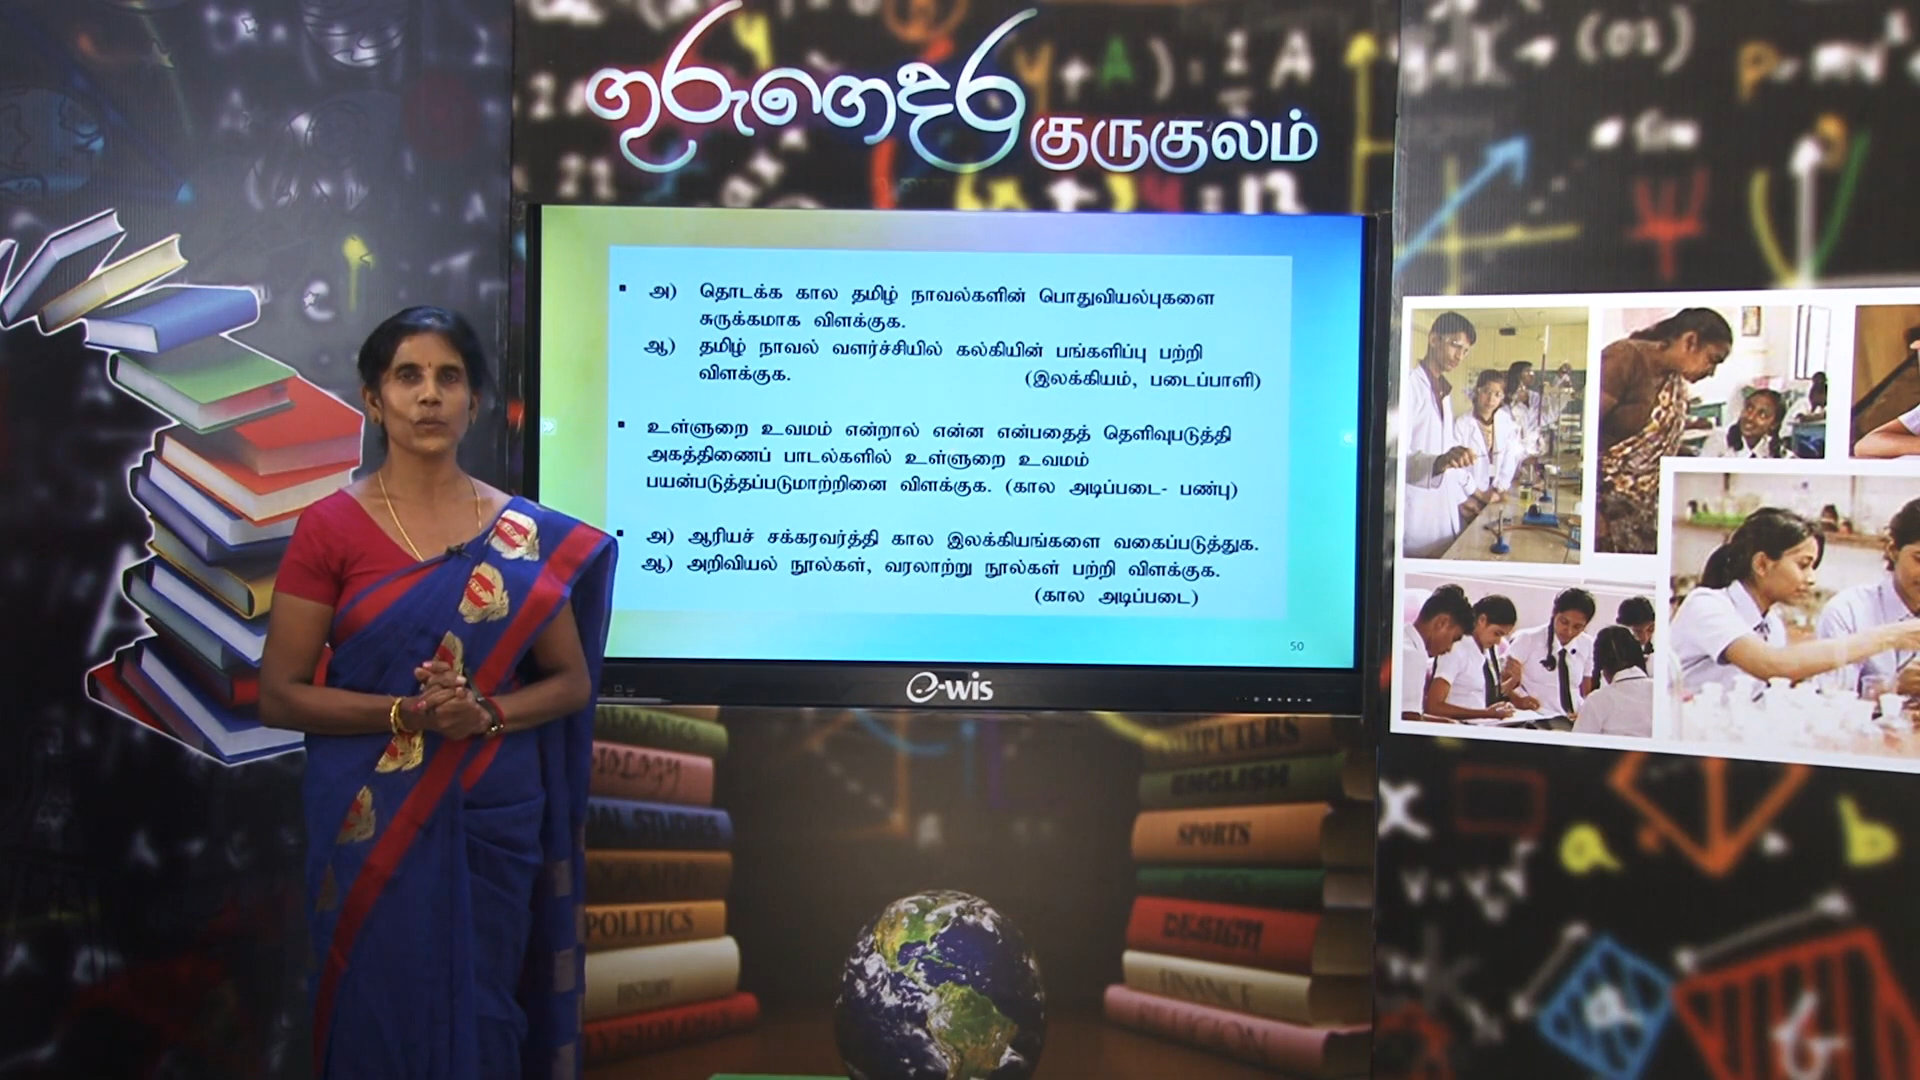 ගුරුගෙදර குருகுலம்
▪ அ) தொடக்க கால தமிழ் நாவல்களின் பொதுவியல்புகளை
சுருக்கமாக விளக்குக.
ஆ) தமிழ் நாவல் வளர்ச்சியில் கல்கியின் பங்களிப்பு பற்றி
விளக்குக. (இலக்கியம், படைப்பாளி)
▪ உள்ளுறை உவமம் என்றால் என்ன என்பதைத் தெளிவுபடுத்தி
அகத்திணைப் பாடல்களில் உள்ளுறை உவமம்
பயன்படுத்தப்படுமாற்றினை விளக்குக. (கால அடிப்படை- பண்பு)
▪ அ) ஆரியச் சக்கரவர்த்தி கால இலக்கியங்களை வகைப்படுத்துக.
ஆ) அறிவியல் நூல்கள், வரலாற்று நூல்கள் பற்றி விளக்குக.
(கால அடிப்படை)
50
e-wis
POLITICS
HISTORY
COMPUTERS
ENGLISH
SPORTS
DESIGN
FINANCE
RELIGION